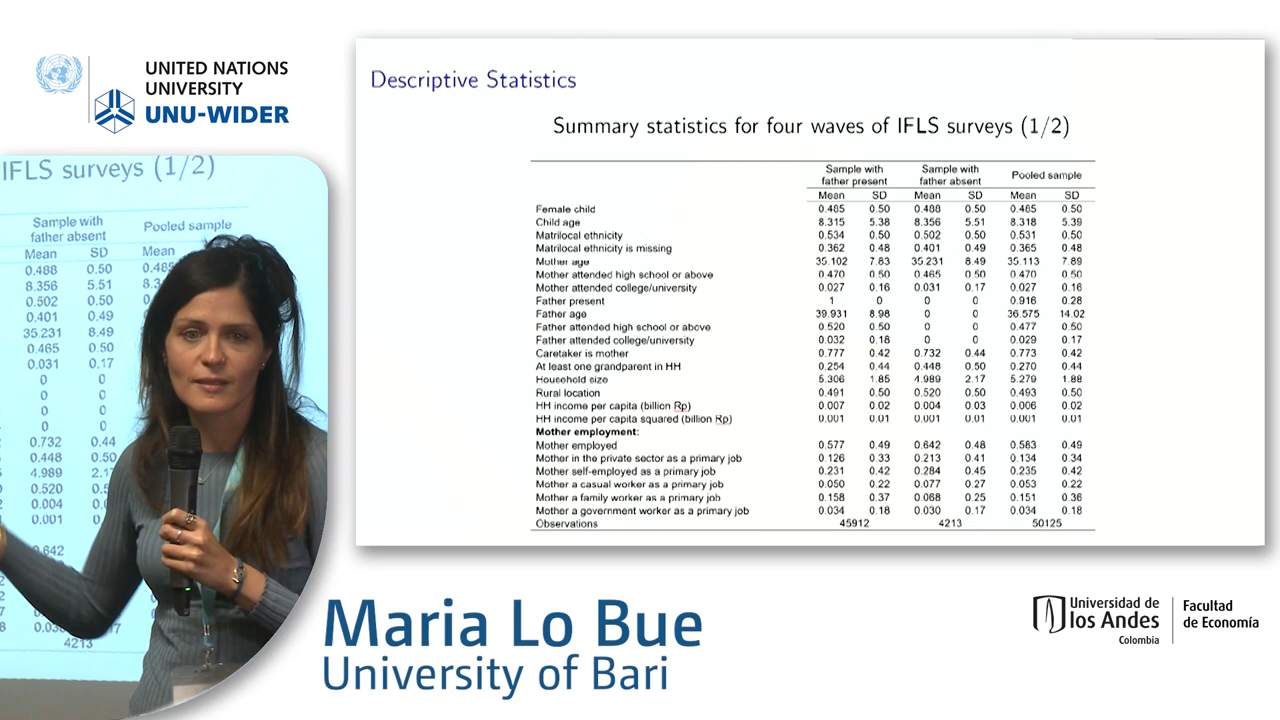 UNITED NATIONS
UNIVERSITY
UNU-WIDER
IFLS surveys (1/2)
Sample with
father absent
Pooled sample
Mean SD Mean
0.488 0.50
8.356 5.51
0.502 0.50
0.401 0.49
35.231 8.49
0.465 0.50
0.031 0.17
0 0
0 0
0 0
0 0
0.732 0.44
0.448 0.50
4.989
0.520
0.004
0.001
4213
Descriptive Statistics
Summary statistics for four waves of IFLS surveys (1/2)
Sample with father present Sample with father absent Pooled sample
Mean SD Mean SD Mean SD
Female child 0.485 0.50 0.488 0.50 0.485 0.50
Child age 8.315 5.38 8.356 5.51 8.318 5.39
Matrilocal ethnicity 0.534 0.50 0.502 0.50 0.531 0.50
Matrilocal ethnicity is missing 0.362 0.48 0.401 0.49 0.365 0.48
Mother age 35.102 7.83 35.231 8.49 35.113 7.89
Mother attended high school or above 0.470 0.50 0.465 0.50 0.470 0.50
Mother attended college/university 0.027 0.16 0.031 0.17 0.027 0.16
Father present 1 0 0 0 0.916 0.28
Father age 39.931 8.98 0 0 36.575 14.02
Father attended high school or above 0.520 0.50 0 0 0.477 0.50
Father attended college/university 0.032 0.18 0 0 0.029 0.17
Caretaker is mother 0.777 0.42 0.732 0.44 0.773 0.42
At least one grandparent in HH 0.254 0.44 0.448 0.50 0.270 0.44
Household size 5.306 1.85 4.989 2.17 5.279 1.88
Rural location 0.491 0.50 0.520 0.50 0.493 0.50
HH income per capita (billion Rp) 0.007 0.02 0.004 0.03 0.006 0.02
HH income per capita squared (billion Rp) 0.001 0.01 0.001 0.01 0.001 0.01
Mother employment:
Mother employed 0.577 0.49 0.642 0.48 0.583 0.49
Mother in the private sector as a primary job 0.126 0.33 0.213 0.41 0.134 0.34
Mother self-employed as a primary job 0.231 0.42 0.284 0.45 0.235 0.42
Mother a casual worker as a primary job 0.050 0.22 0.077 0.27 0.053 0.22
Mother a family worker as a primary job 0.158 0.37 0.068 0.25 0.151 0.36
Mother a government worker as a primary job 0.034 0.18 0.030 0.17 0.034 0.18
Observations 45912 4213 50125
Maria Lo Bue
University of Bari
Universidad de
los Andes
Colombia
Facultad
de Economía